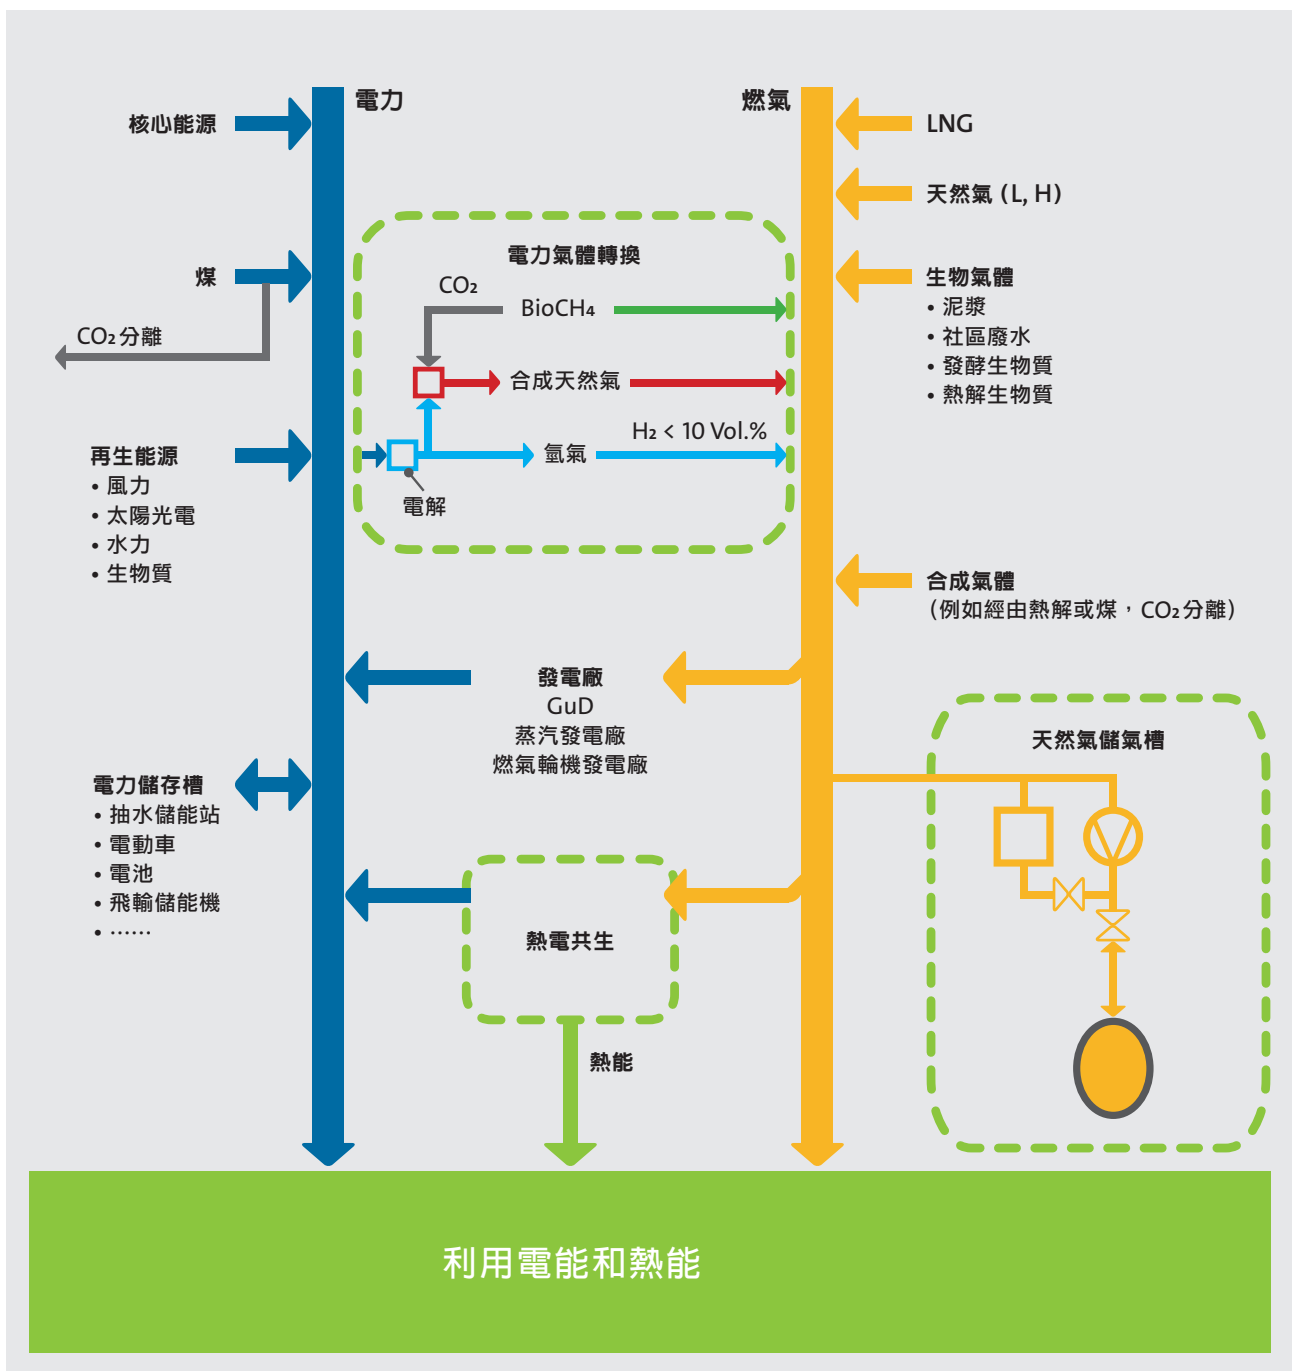 電力
燃氣
核心能源
LNG
天然氣 (L, H)
電力氣體轉換
煤
生物氣體
• 泥漿
• 社區廢水
• 發酵生物質
• 熱解生物質
CO₂
BioCH₄
CO₂分離
合成天然氣
H₂ < 10 Vol.%
氫氣
電解
再生能源
• 風力
• 太陽光電
• 水力
• 生物質
合成氣體
(例如經由熱解或煤，CO₂分離)
發電廠
GuD
蒸汽發電廠
燃氣輪機發電廠
天然氣儲氣槽
電力儲存槽
• 抽水儲能站
• 電動車
• 電池
• 飛輸儲能機
• ……
熱電共生
熱能
利用電能和熱能